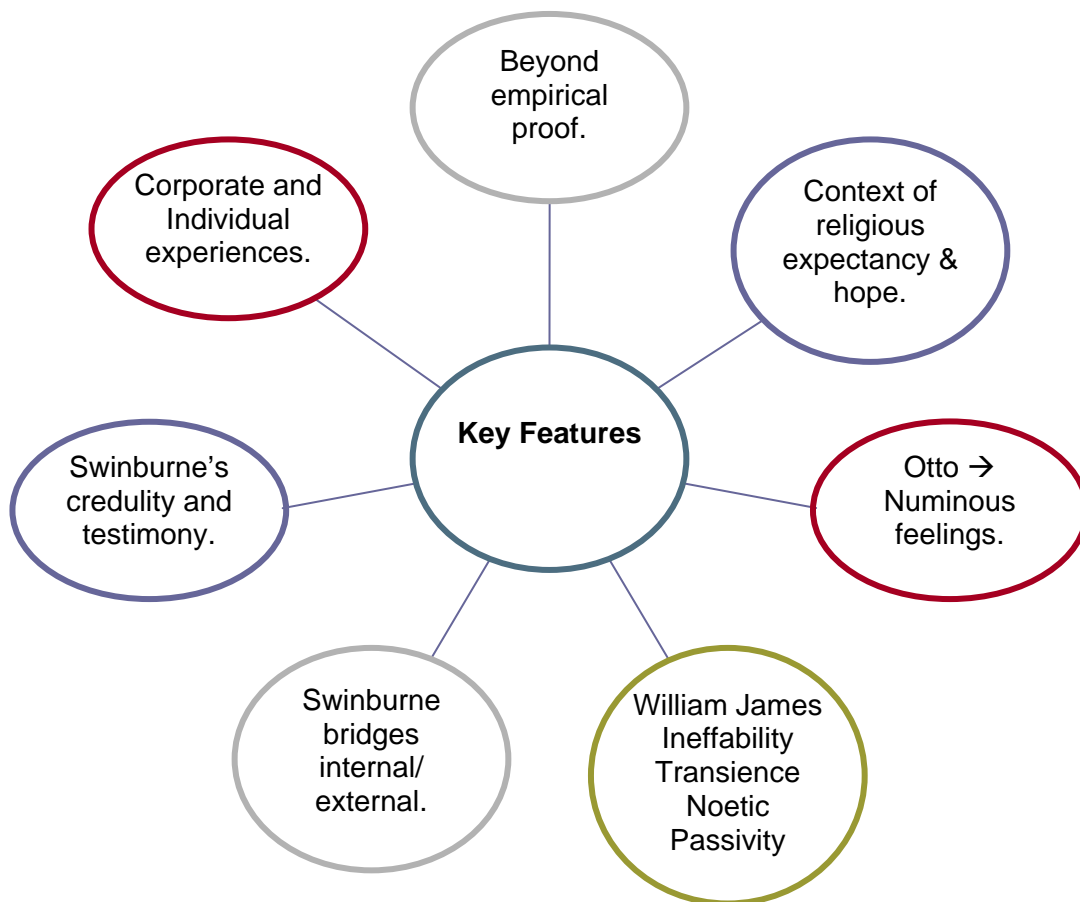 Beyond
empirical
proof.
Corporate and
Individual
experiences.
Context of
religious
expectancy &
hope.
Key Features
Swinburne’s
credulity and
testimony.
Otto →
Numinous
feelings.
Swinburne
bridges
internal/
external.
William James
Ineffability
Transience
Noetic
Passivity